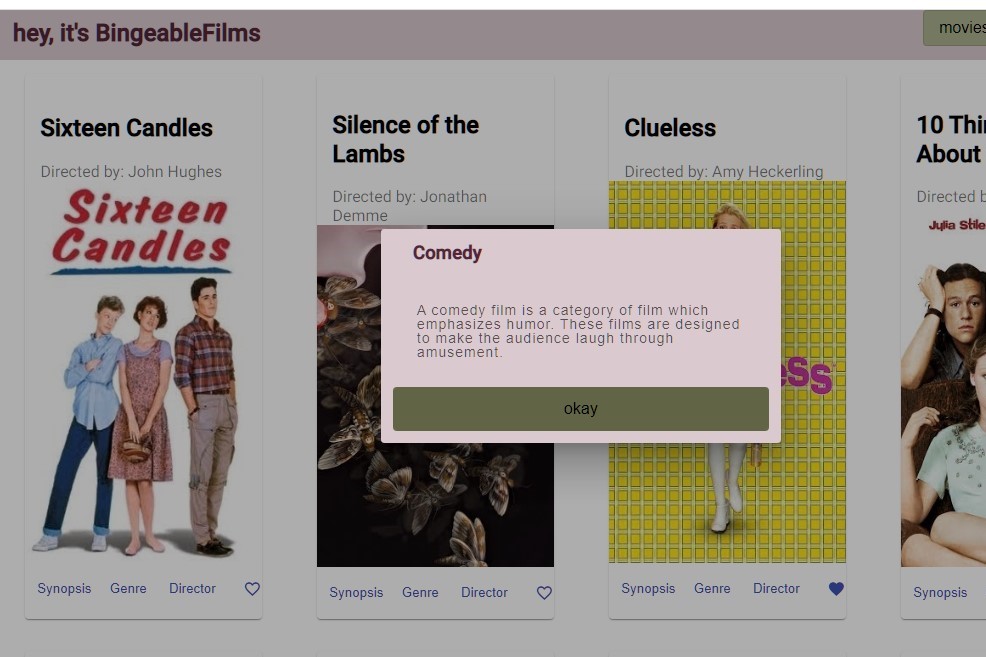 hey, it's BingeableFilms
movies
Sixteen Candles
Directed by: John Hughes
Sixteen
Candles
Synopsis Genre Director
Silence of the
Lambs
Directed by: Jonathan
Demme
Synopsis Genre Director
Clueless
Directed by: Amy Heckerling
ess
Synopsis Genre Director
10 Thi
About
Directed b
Julia Stile
Synopsis
Comedy
A comedy film is a category of film which
emphasizes humor. These films are designed
to make the audience laugh through
amusement.
okay